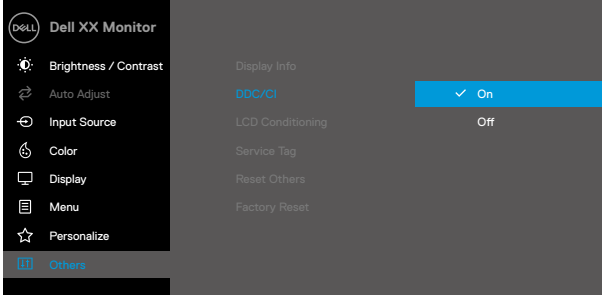 DELL Dell XX Monitor
Brightness / Contrast
Auto Adjust
Input Source
Color
Display
Menu
Personalize
Others
Display Info
DDC/CI
LCD Conditioning
Service Tag
Reset Others
Factory Reset
On
Off